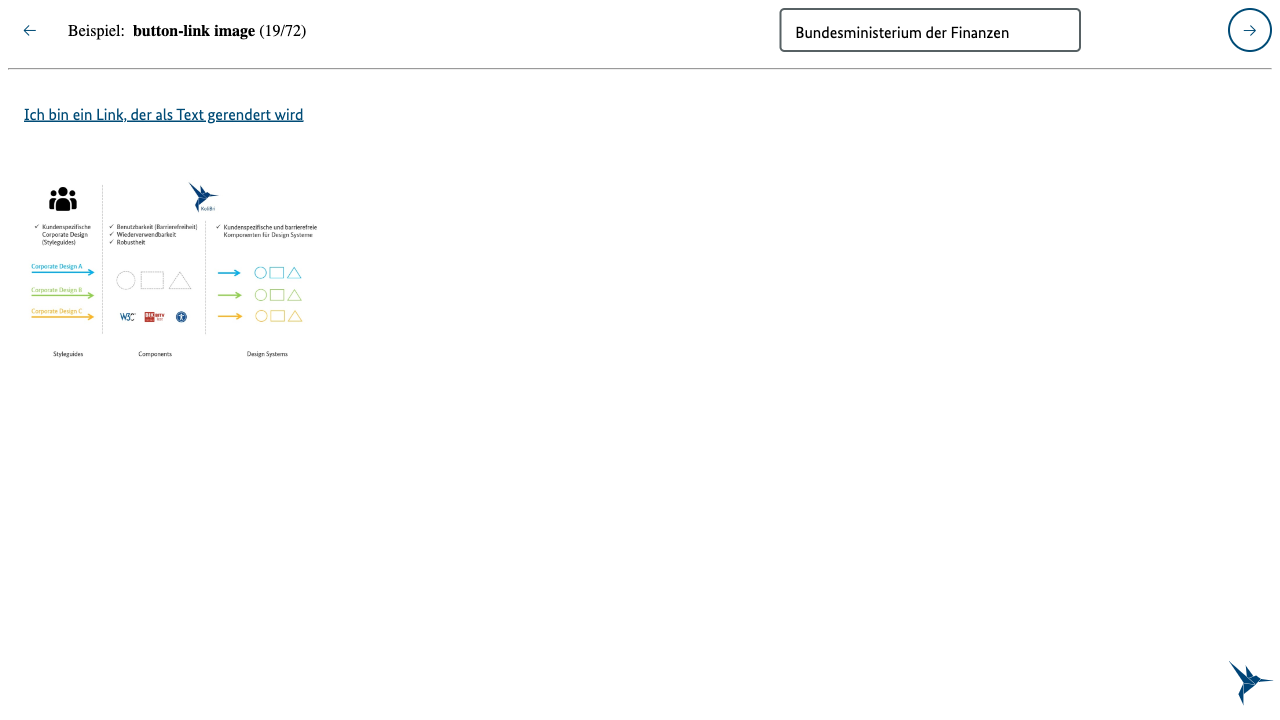 Beispiel: button-link image (19/72)
Bundesministerium der Finanzen
Ich bin ein Link, der als Text gerendert wird
KoliBri
✓ Kundenspezifische
Corporate Design
(Styleguides)
✓ Benutzbarkeit (Barrierefreiheit)
✓ Wiederverwendbarkeit
✓ Robustheit
✓ Kundenspezifische und barrierefreie
Komponenten für Design Systeme
Corporate Design A
Corporate Design B
Corporate Design C
W3C
BITV
Styleguides
Components
Design Systems